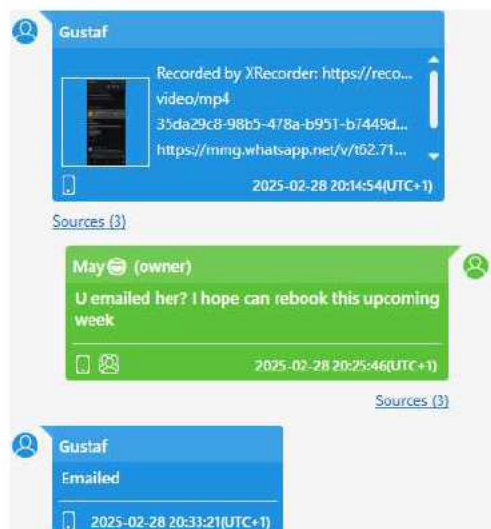 Gustaf
Recorded by XRecorder: https://reco...
video/mp4
35da29c8-98b5-478a-b951-b7449d...
https://mmg.whatsapp.net/v/t62.71...
2025-02-28 20:14:54(UTC+1)
Sources (3)
May😁 (owner)
U emailed her? I hope can rebook this upcoming
week
2025-02-28 20:25:46(UTC+1)
Sources (3)
Gustaf
Emailed
2025-02-28 20:33:21(UTC+1)